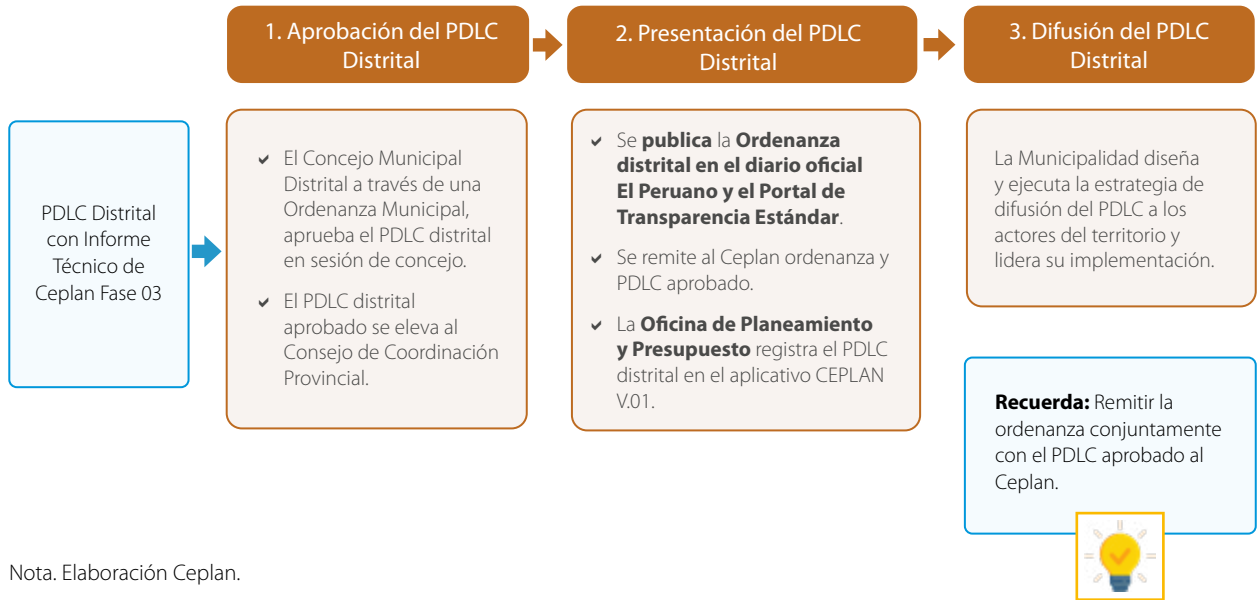 1. Aprobación del PDLC
Distrital
2. Presentación del PDLC
Distrital
3. Difusión del PDLC
Distrital
PDLC Distrital
con Informe
Técnico de
Ceplan Fase 03
El Concejo Municipal
Distrital a través de una
Ordenanza Municipal,
aprueba el PDLC distrital
en sesión de concejo.
El PDLC distrital
aprobado se eleva al
Consejo de Coordinación
Provincial.
Se publica la Ordenanza
distrital en el diario oficial
El Peruano y el Portal de
Transparencia Estándar.
Se remite al Ceplan ordenanza y
PDLC aprobado.
La Oficina de Planeamiento
y Presupuesto registra el PDLC
distrital en el aplicativo CEPLAN
V.01.
La Municipalidad diseña
y ejecuta la estrategia de
difusión del PDLC a los
actores del territorio y
lidera su implementación.
Recuerda: Remitir la
ordenanza conjuntamente
con el PDLC aprobado al
Ceplan.
Nota. Elaboración Ceplan.